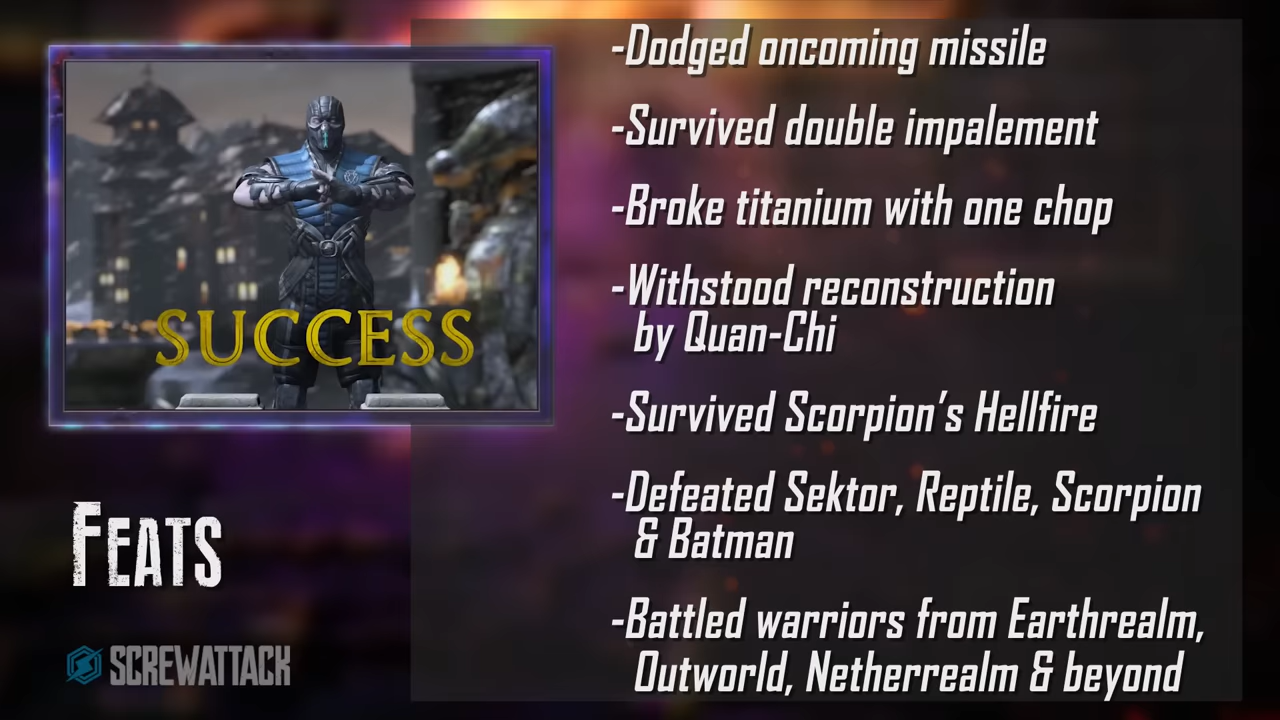 -Dodged oncoming missile
-Survived double impalement
-Broke titanium with one chop
-Withstood reconstruction
by Quan-Chi
-Survived Scorpion's Hellfire
-Defeated Sektor, Reptile, Scorpion
& Batman
-Battled warriors from Earthrealm,
Outworld, Netherrealm & beyond
SUCCESS
FEATS
SCREWATTACK